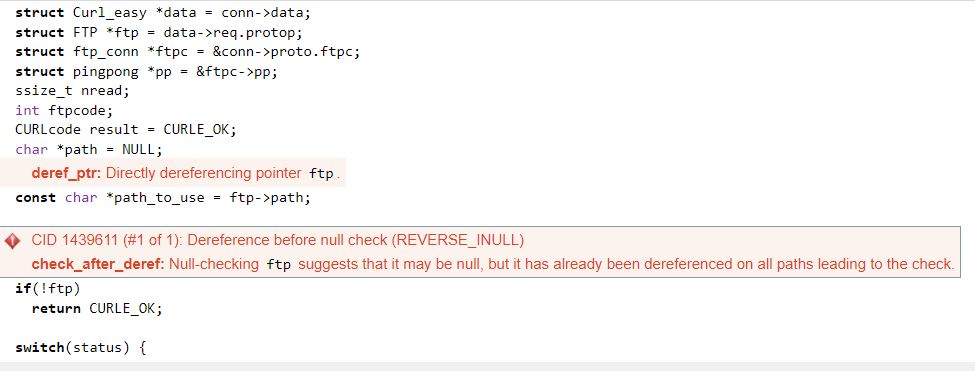 struct Curl_easy *data = conn->data;
struct FTP *ftp = data->req.protop;
struct ftp_conn *ftpc = &conn->proto.ftpc;
struct pingpong *pp = &ftpc->pp;
ssize_t nread;
int ftpcode;
CURLcode result = CURLE_OK;
char *path = NULL;
deref_ptr: Directly dereferencing pointer ftp.
const char *path_to_use = ftp->path;
CID 1439611 (#1 of 1): Dereference before null check (REVERSE_INULL)
check_after_deref: Null-checking ftp suggests that it may be null, but it has already been dereferenced on all paths leading to the check.
if(!ftp)
return CURLE_OK;
switch(status) {